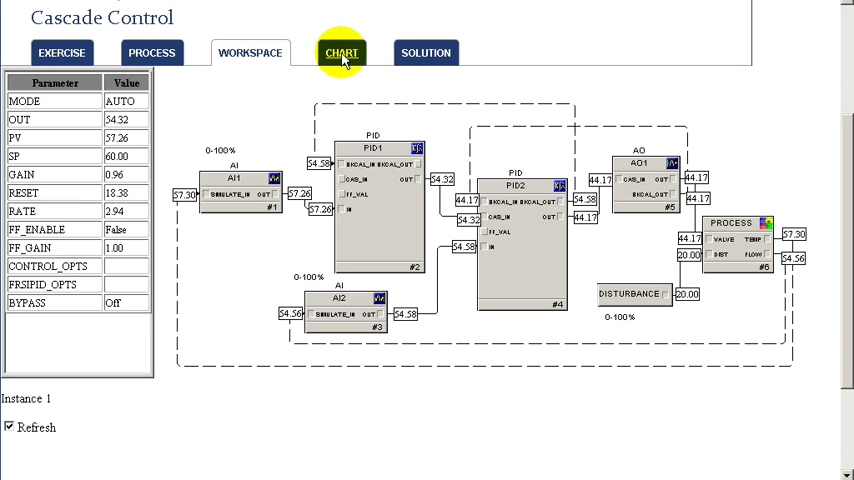 Cascade Control
EXERCISE
PROCESS
WORKSPACE
CHART
SOLUTION
Parameter Value
MODE AUTO
OUT 54.32
PV 57.26
SP 60.00
GAIN 0.96
RESET 18.38
RATE 2.94
FF_ENABLE False
FF_GAIN 1.00
CONTROL_OPTS
FRSIPID_OPTS
BYPASS Off
Instance 1
Refresh
0-100%
AI
AI1
57.30
SIMULATE_IN OUT
57.26
#1
PID
PID1
54.58
BKCAL_IN BKCAL_OUT
CAS_IN OUT
54.32
FF_VAL
57.26
IN
#2
0-100%
AI
AI2
54.56
SIMULATE_IN OUT
54.58
#3
PID
PID2
44.17
BKCAL_IN BKCAL_OUT
54.58
54.32
CAS_IN OUT
44.17
FF_VAL
54.58
IN
#4
AO
AO1
44.17
CAS_IN OUT
44.17
BKCAL_OUT
44.17
#5
PROCESS
44.17
VALVE TEMP
57.30
20.00
DIST FLOW
54.56
#6
DISTURBANCE
20.00
0-100%